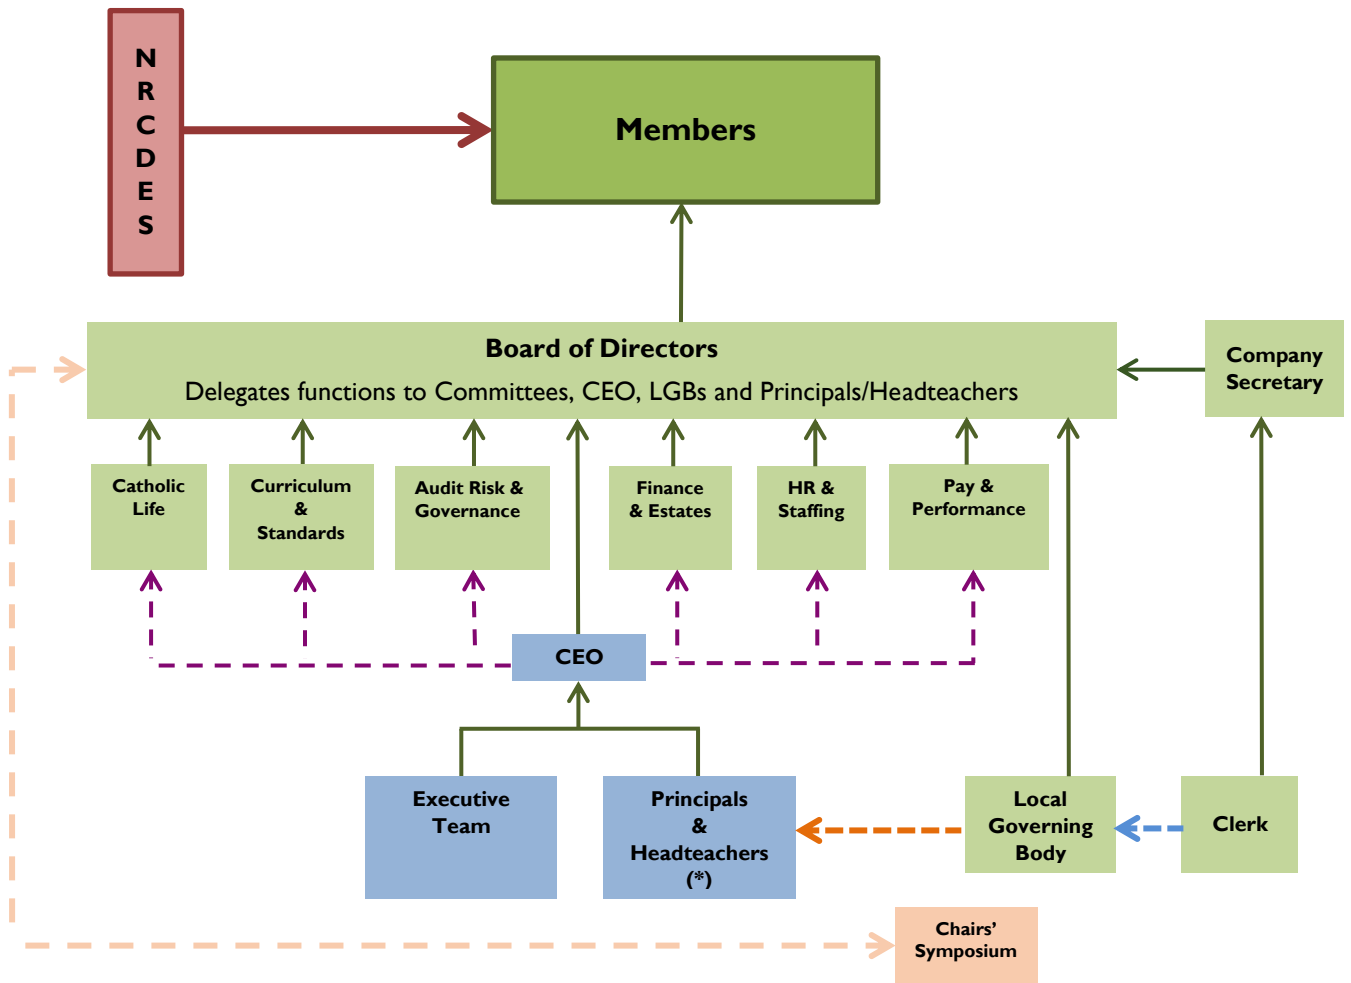 N
R
C
D
E
S
Members
Board of Directors
Delegates functions to Committees, CEO, LGBs and Principals/Headteachers
Company
Secretary
Catholic
Life
Curriculum
&
Standards
Audit Risk &
Governance
Finance
& Estates
HR &
Staffing
Pay &
Performance
CEO
Executive
Team
Principals
&
Headteachers
(*)
Local
Governing
Body
Clerk
Chairs’
Symposium